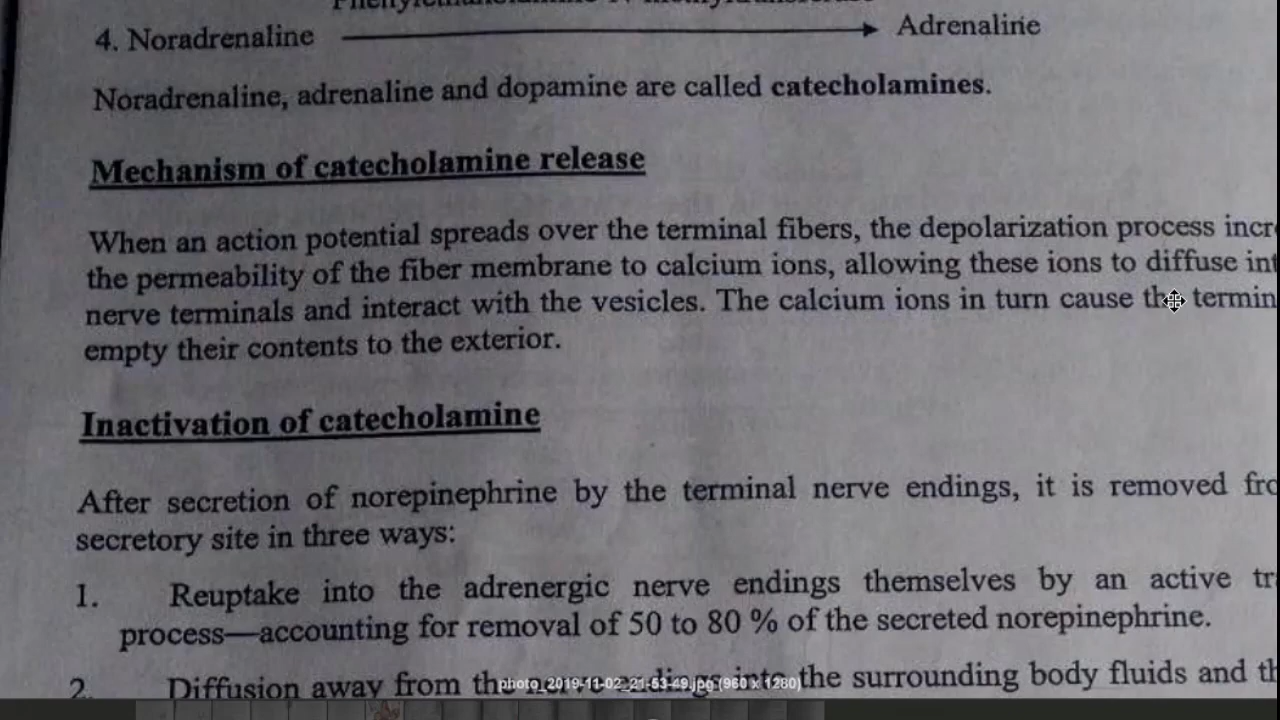 4. Noradrenaline Adrenaline
Noradrenaline, adrenaline and dopamine are called catecholamines.
Mechanism of catecholamine release
When an action potential spreads over the terminal fibers, the depolarization process incr
the permeability of the fiber membrane to calcium ions, allowing these ions to diffuse int
nerve terminals and interact with the vesicles. The calcium ions in turn cause the termin
empty their contents to the exterior.
Inactivation of catecholamine
After secretion of norepinephrine by the terminal nerve endings, it is removed fro
secretory site in three ways:
1. Reuptake into the adrenergic nerve endings themselves by an active tr
process—accounting for removal of 50 to 80 % of the secreted norepinephrine.
2. Diffusion away from the nerve endings into the surrounding body fluids and th
photo_2019-11-02_21-53-49.jpg (960 x 1280)